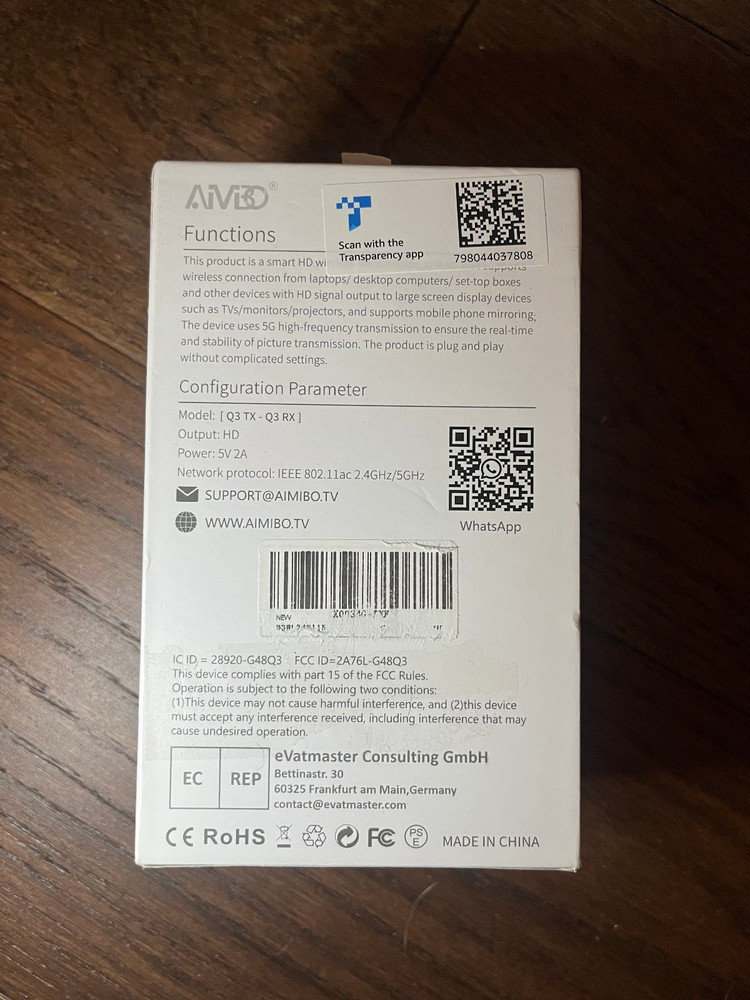 AiMiBO®
Scan with the
Transparency app
798044037808
Functions
This product is a smart HD
wireless connection from laptops/ desktop computers/ set-top boxes
and other devices with HD signal output to large screen display devices
such as TVs/monitors/projectors, and supports mobile phone mirroring;
The device uses 5G high-frequency transmission to ensure the real-time
and stability of picture transmission. The product is plug and play
without complicated settings.
Configuration Parameter
Model: [ Q3 TX - Q3 RX ]
Output: HD
Power: 5V 2A
Network protocol: IEEE 802.11ac 2.4GHz/5GHz
SUPPORT@AIMIBO.TV
WWW.AIMIBO.TV
WhatsApp
NEW
IC ID = 28920-G48Q3 FCC ID=2A76L-G48Q3
This device complies with part 15 of the FCC Rules.
Operation is subject to the following two conditions:
(1)This device may not cause harmful interference, and (2)this device
must accept any interference received, including interference that may
cause undesired operation.
EC REP
eVatmaster Consulting GmbH
Bettinastr. 30
60325 Frankfurt am Main,Germany
contact@evatmaster.com
CE RoHS FC PS E MADE IN CHINA